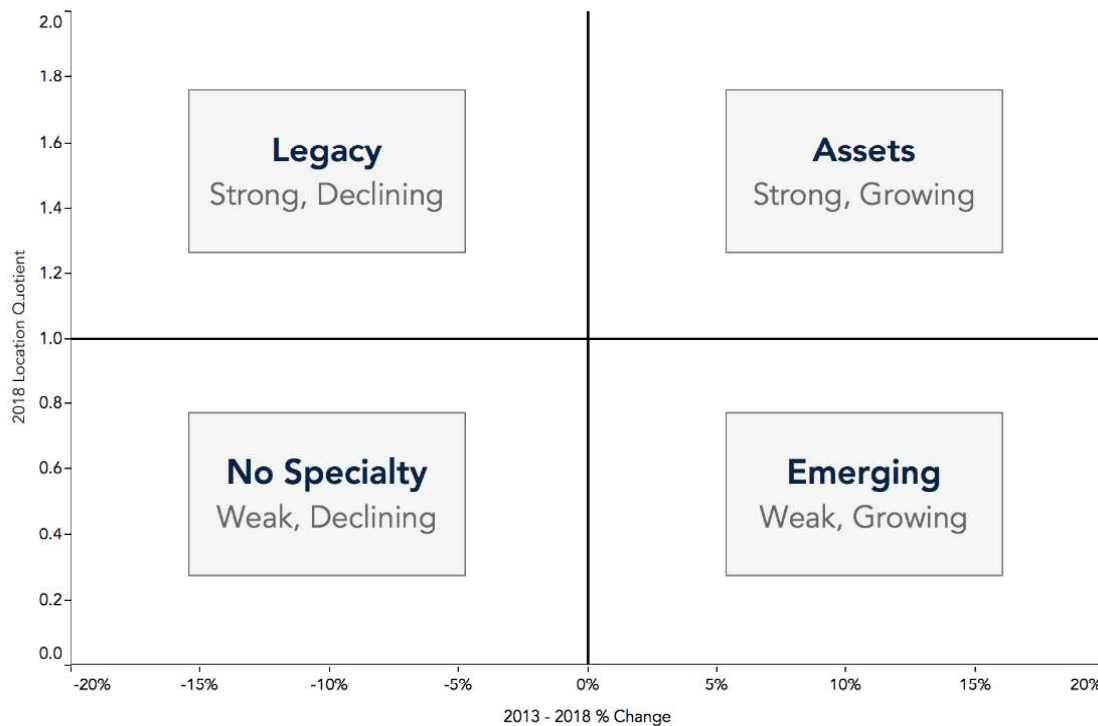 2.0
1.8
1.6
1.4
1.2
1.0
0.8
0.6
0.4
0.2
0.0
2018 Location Quotient
Legacy
Strong, Declining
Assets
Strong, Growing
No Specialty
Weak, Declining
Emerging
Weak, Growing
-20% -15% -10% -5% 0% 5% 10% 15% 20%
2013 - 2018 % Change